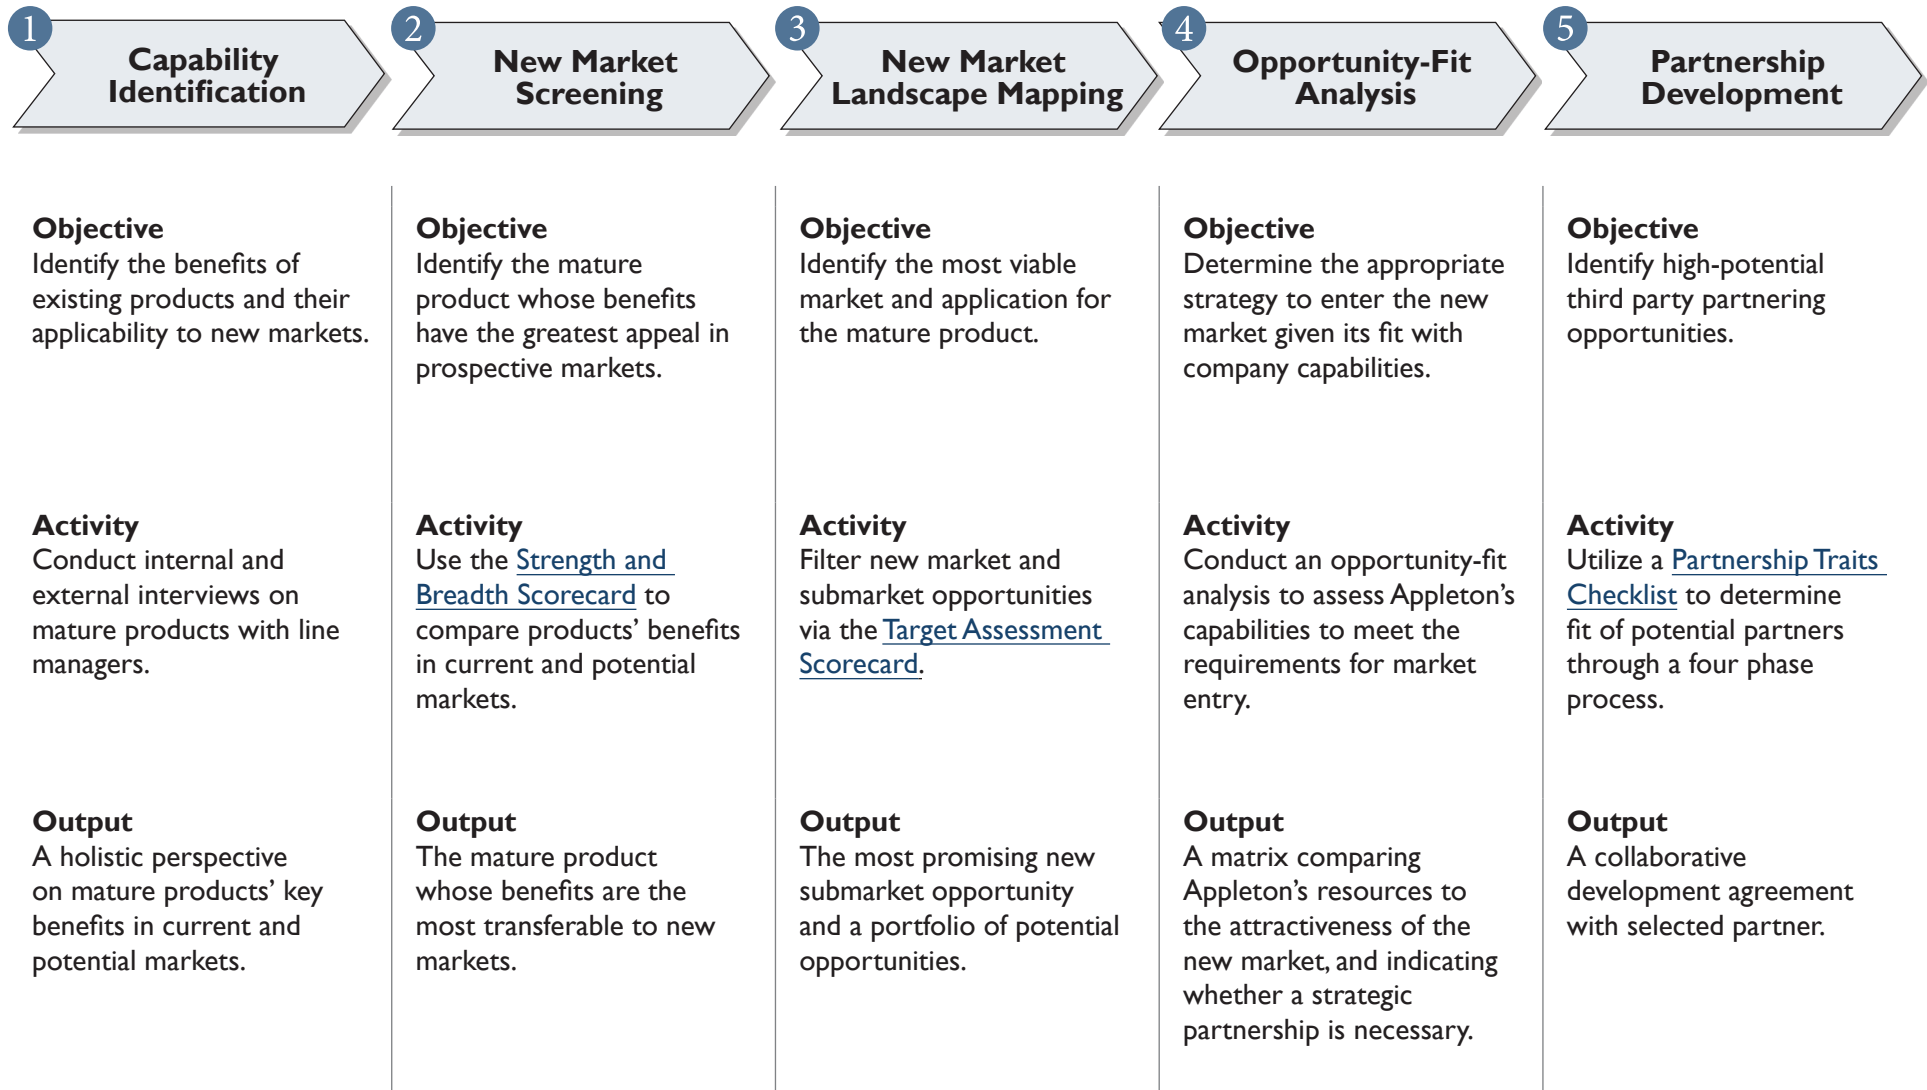 1
Capability
Identification
2
New Market
Screening
3
New Market
Landscape Mapping
4
Opportunity-Fit
Analysis
5
Partnership
Development
Objective
Identify the benefits of
existing products and their
applicability to new markets.
Activity
Conduct internal and
external interviews on
mature products with line
managers.
Output
A holistic perspective
on mature products’ key
benefits in current and
potential markets.
Objective
Identify the mature
product whose benefits
have the greatest appeal in
prospective markets.
Activity
Use the Strength and
Breadth Scorecard to
compare products’ benefits
in current and potential
markets.
Output
The mature product
whose benefits are the
most transferable to new
markets.
Objective
Identify the most viable
market and application for
the mature product.
Activity
Filter new market and
submarket opportunities
via the Target Assessment
Scorecard.
Output
The most promising new
submarket opportunity
and a portfolio of potential
opportunities.
Objective
Determine the appropriate
strategy to enter the new
market given its fit with
company capabilities.
Activity
Conduct an opportunity-fit
analysis to assess Appleton’s
capabilities to meet the
requirements for market
entry.
Output
A matrix comparing
Appleton’s resources to
the attractiveness of the
new market, and indicating
whether a strategic
partnership is necessary.
Objective
Identify high-potential
third party partnering
opportunities.
Activity
Utilize a Partnership Traits
Checklist to determine
fit of potential partners
through a four phase
process.
Output
A collaborative
development agreement
with selected partner.